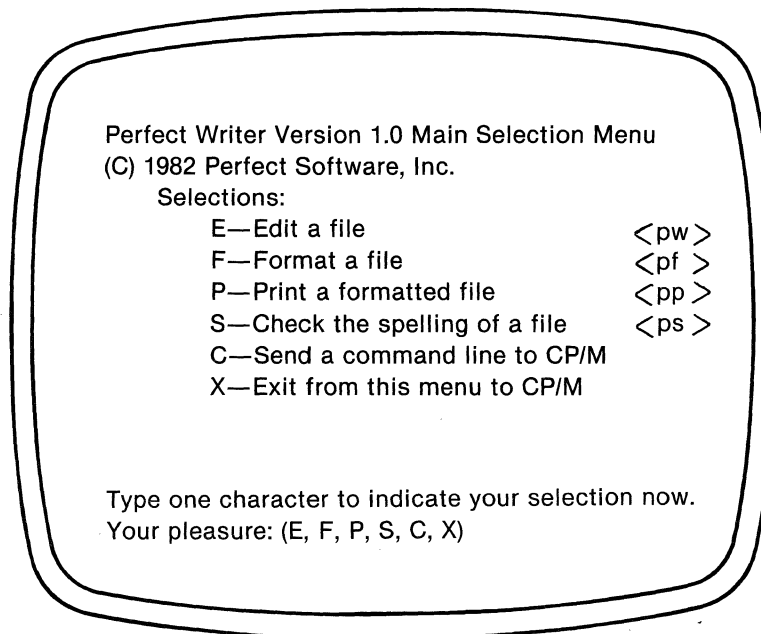 Perfect Writer Version 1.0 Main Selection Menu
(C) 1982 Perfect Software, Inc.
Selections:
E—Edit a file <pw>
F—Format a file <pf >
P—Print a formatted file <pp>
S—Check the spelling of a file <ps>
C—Send a command line to CP/M
X—Exit from this menu to CP/M
Type one character to indicate your selection now.
Your pleasure: (E, F, P, S, C, X)